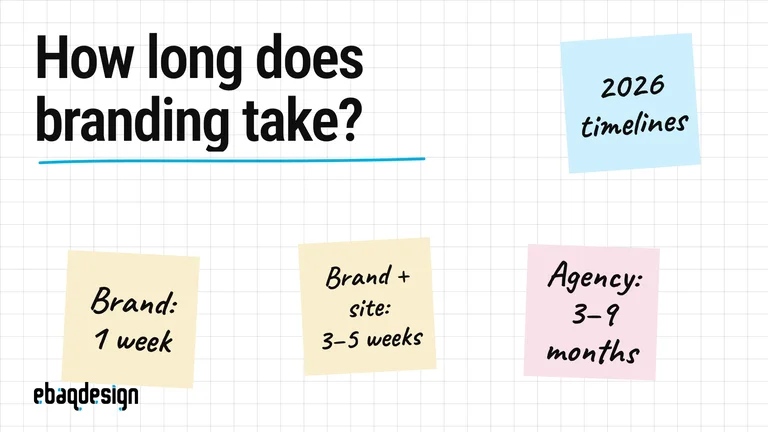 How long does
branding take?
2026
timelines
Brand:
1 week
Brand +
site:
3–5 weeks
Agency:
3–9
months
ebaqdesign